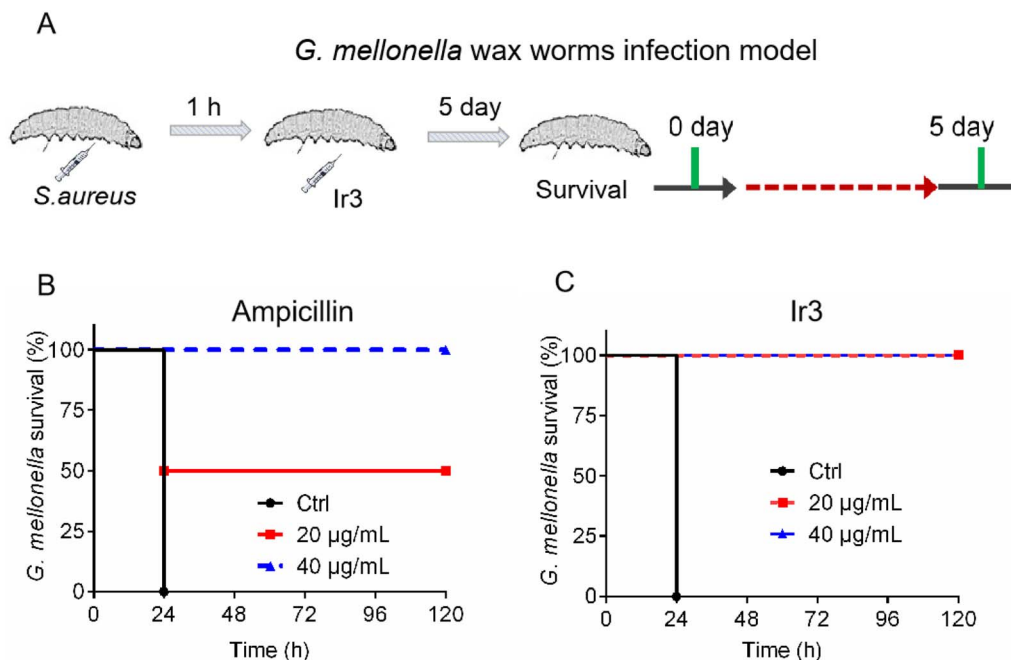 A
G. mellonella wax worms infection model
1 h
5 day
0 day
5 day
S.aureus
Ir3
Survival
B
Ampicillin
G. mellonella survival (%)
100
75
50
25
0
Ctrl
20 µg/mL
40 µg/mL
0 24 48 72 96 120
Time (h)
C
Ir3
G. mellonella survival (%)
100
75
50
25
0
Ctrl
20 µg/mL
40 µg/mL
0 24 48 72 96 120
Time (h)